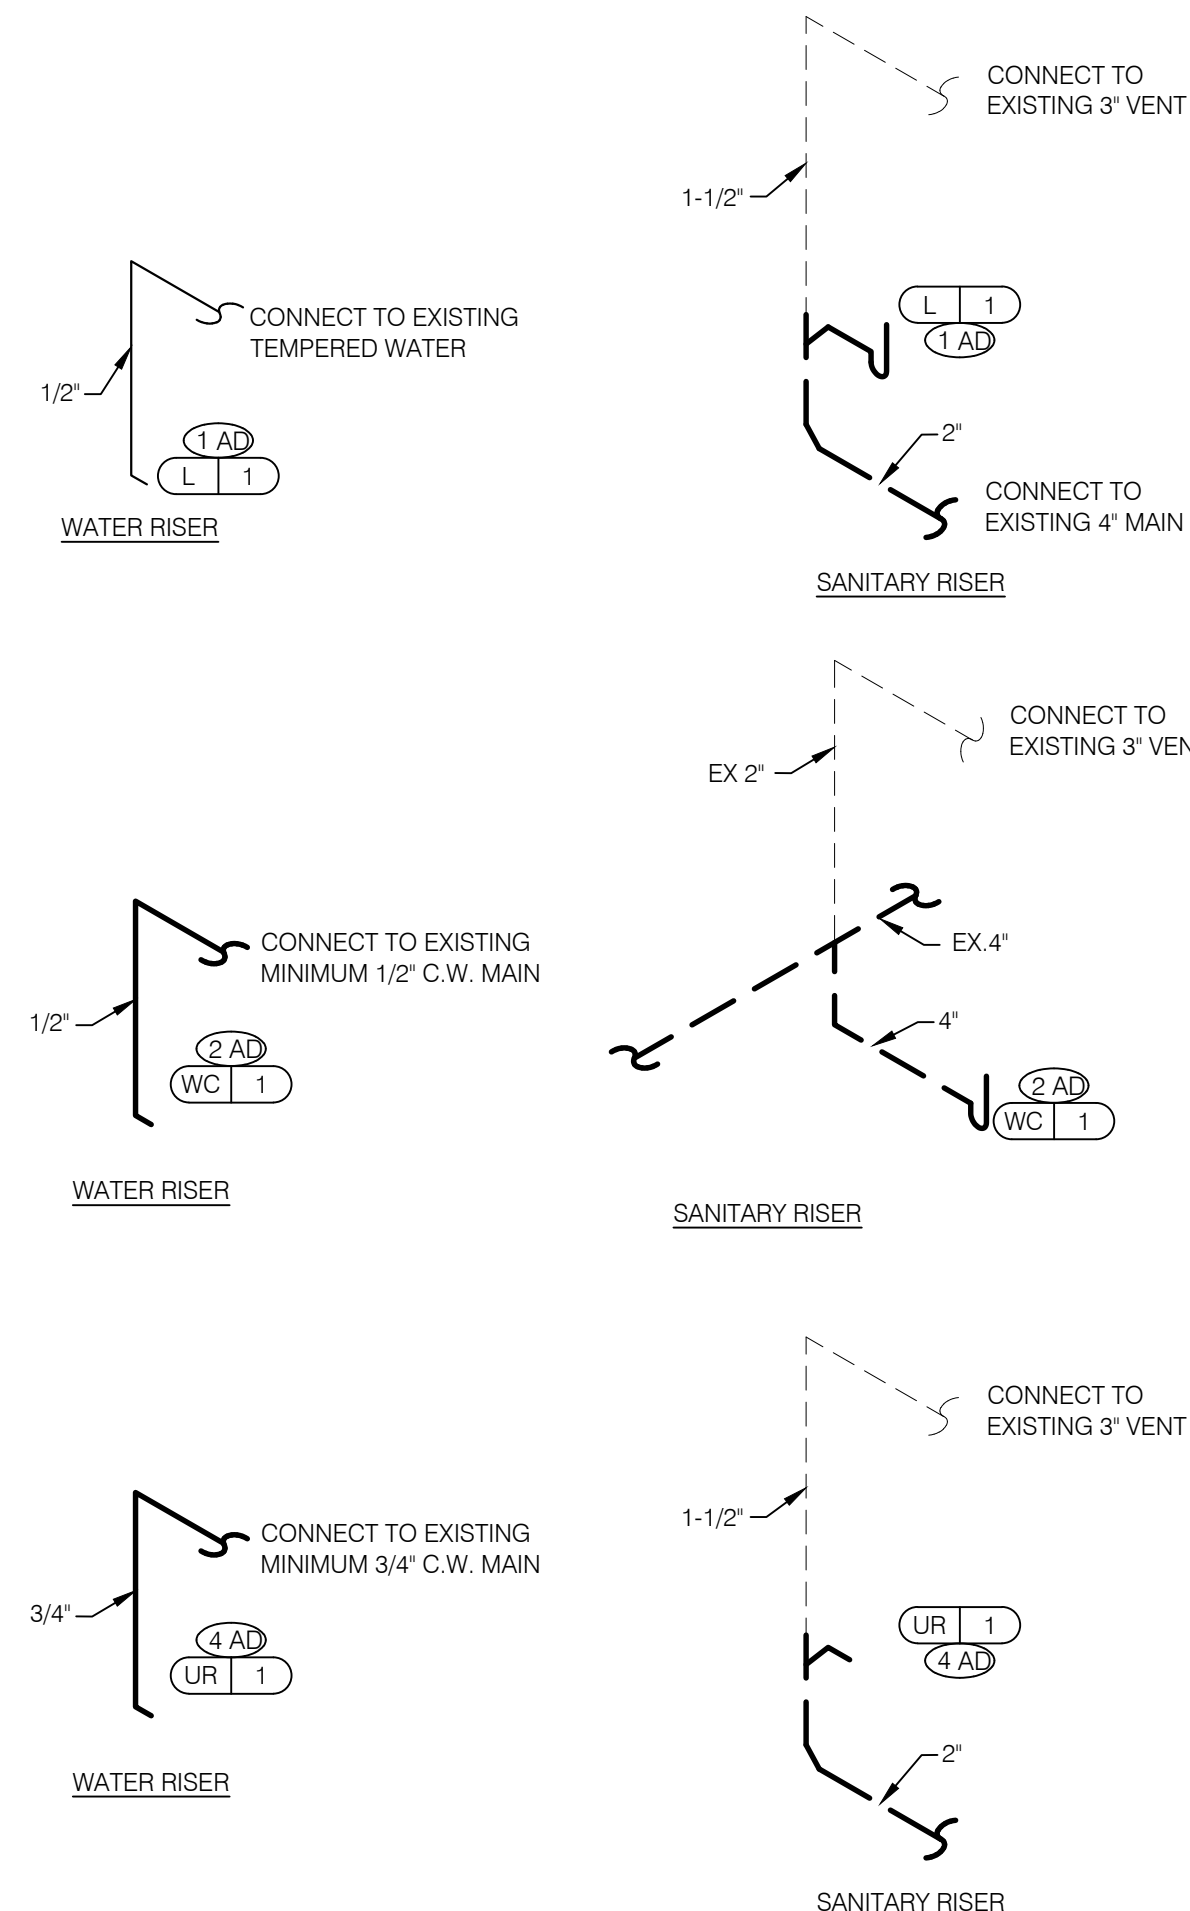 CONNECT TO
EXISTING 3" VENT
1-1/2"
CONNECT TO EXISTING
TEMPERED WATER
1/2"
1 AD
L 1
WATER RISER
L 1
1 AD
2"
CONNECT TO
EXISTING 4" MAIN
SANITARY RISER
CONNECT TO
EXISTING 3" VEN
EX 2"
CONNECT TO EXISTING
MINIMUM 1/2" C.W. MAIN
1/2"
2 AD
WC 1
WATER RISER
EX.4"
4"
2 AD
WC 1
SANITARY RISER
CONNECT TO
EXISTING 3" VENT
1-1/2"
CONNECT TO EXISTING
MINIMUM 3/4" C.W. MAIN
3/4"
4 AD
UR 1
WATER RISER
UR 1
4 AD
2"
SANITARY RISER